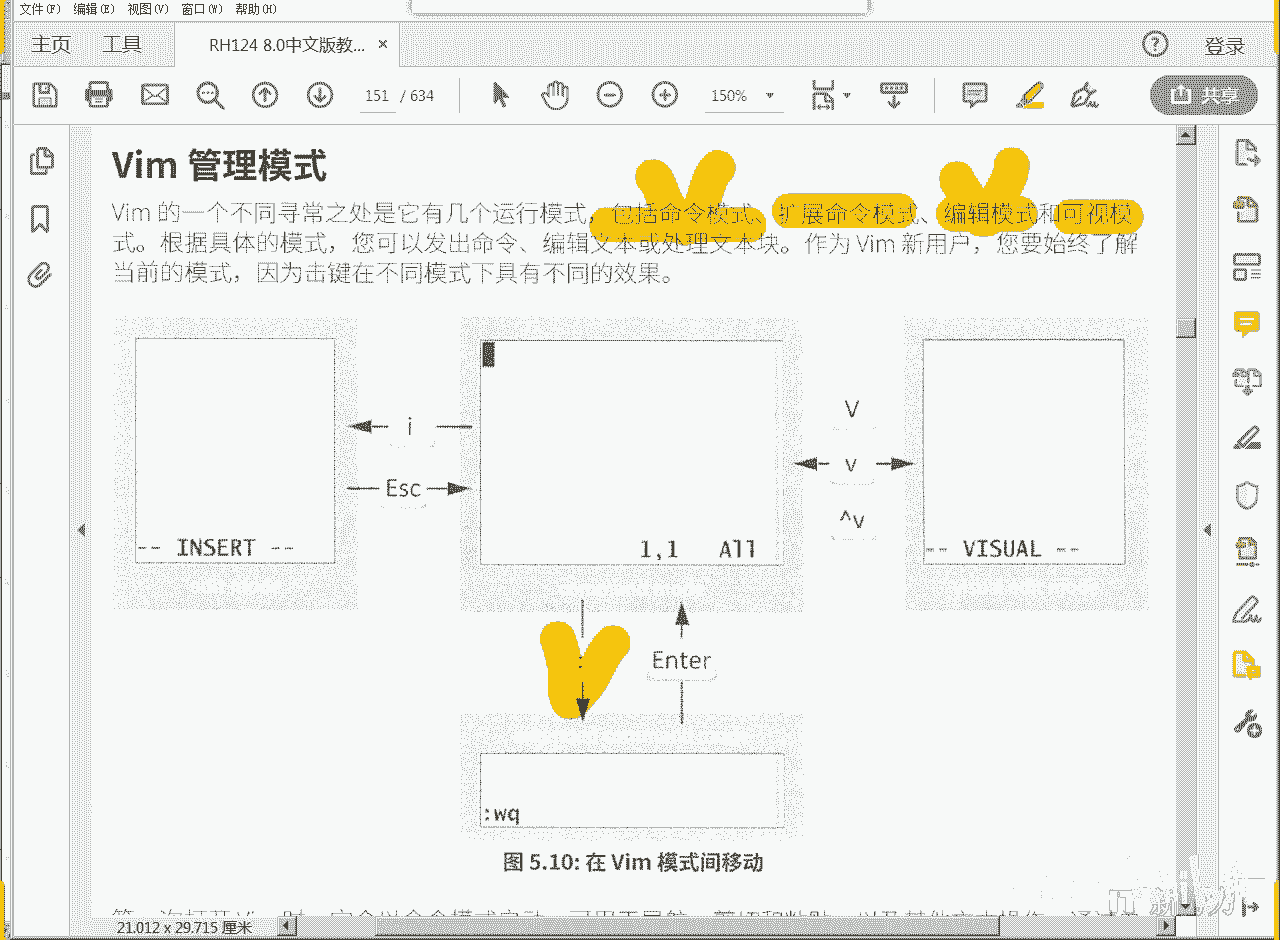 文件(F) 编辑(E) 视图(V) 窗口(W) 帮助(H)
主页 工具 RH124 8.0中文版教... × ? 登录
151 / 634 150% 共享
Vim 管理模式
Vim 的一个不同寻常之处是它有几个运行模式，包括命令模式、扩展命令模式、编辑模式和可视模
式。根据具体的模式，您可以发出命令、编辑文本或处理文本块。作为 Vim 新用户，您要始终了解
当前的模式，因为击键在不同模式下具有不同的效果。
V
i
v
Esc
^v
-- INSERT --
1,1 All
-- VISUAL --
:
Enter
:wq
图 5.10: 在 Vim 模式间移动
21.012 x 29.715 厘米